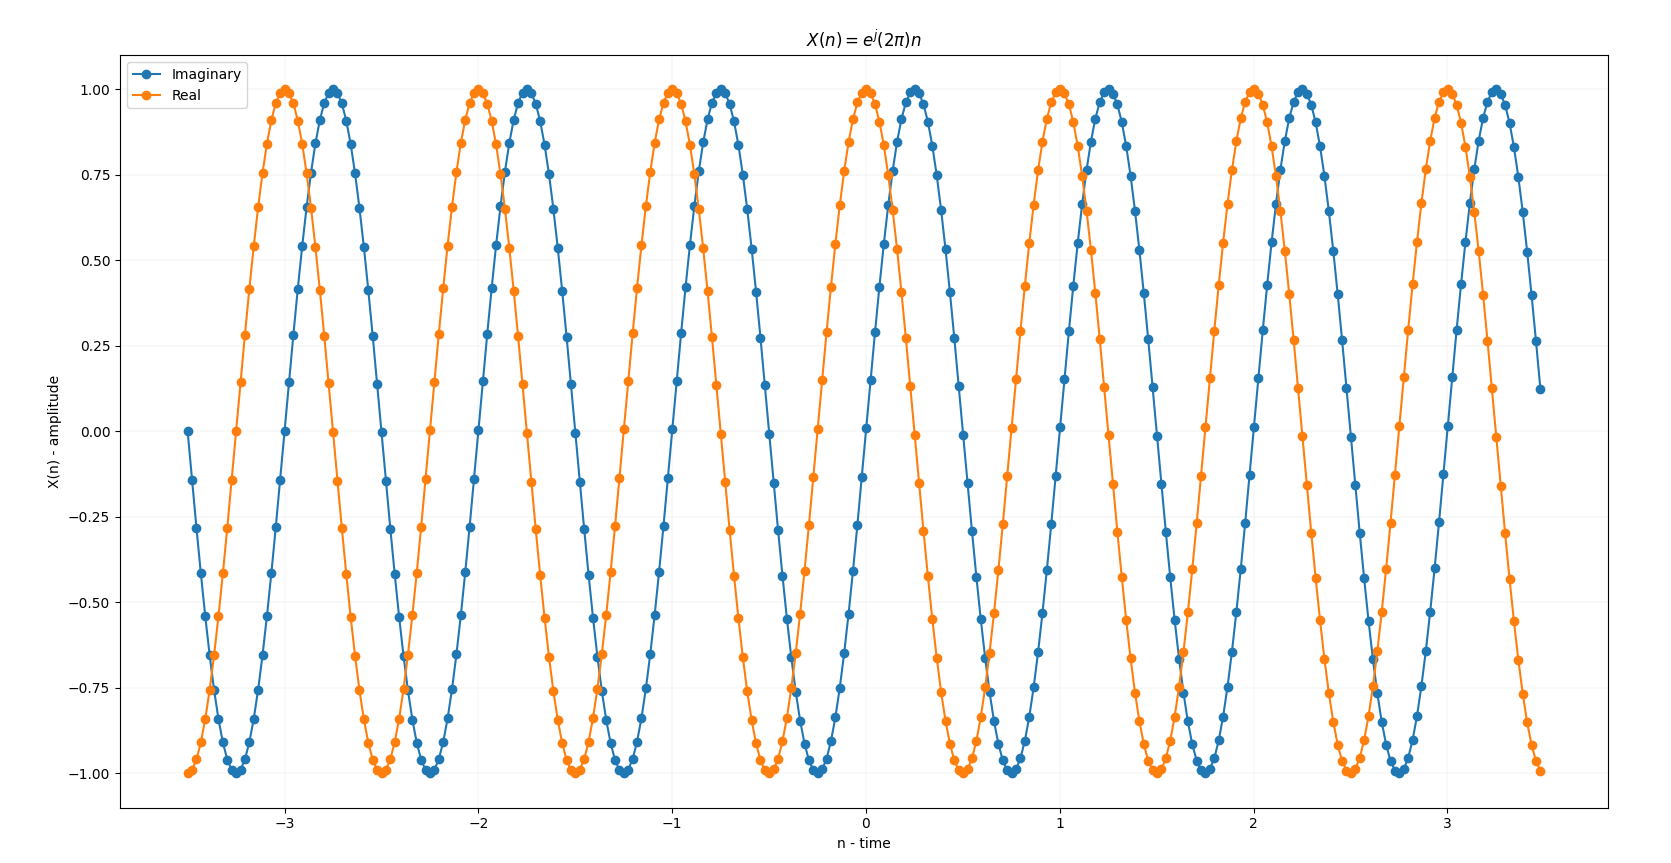 X(n) = e^j(2π)n
Imaginary
Real
1.00
0.75
0.50
0.25
0.00
−0.25
−0.50
−0.75
−1.00
X(n) - amplitude
−3 −2 −1 0 1 2 3
n - time